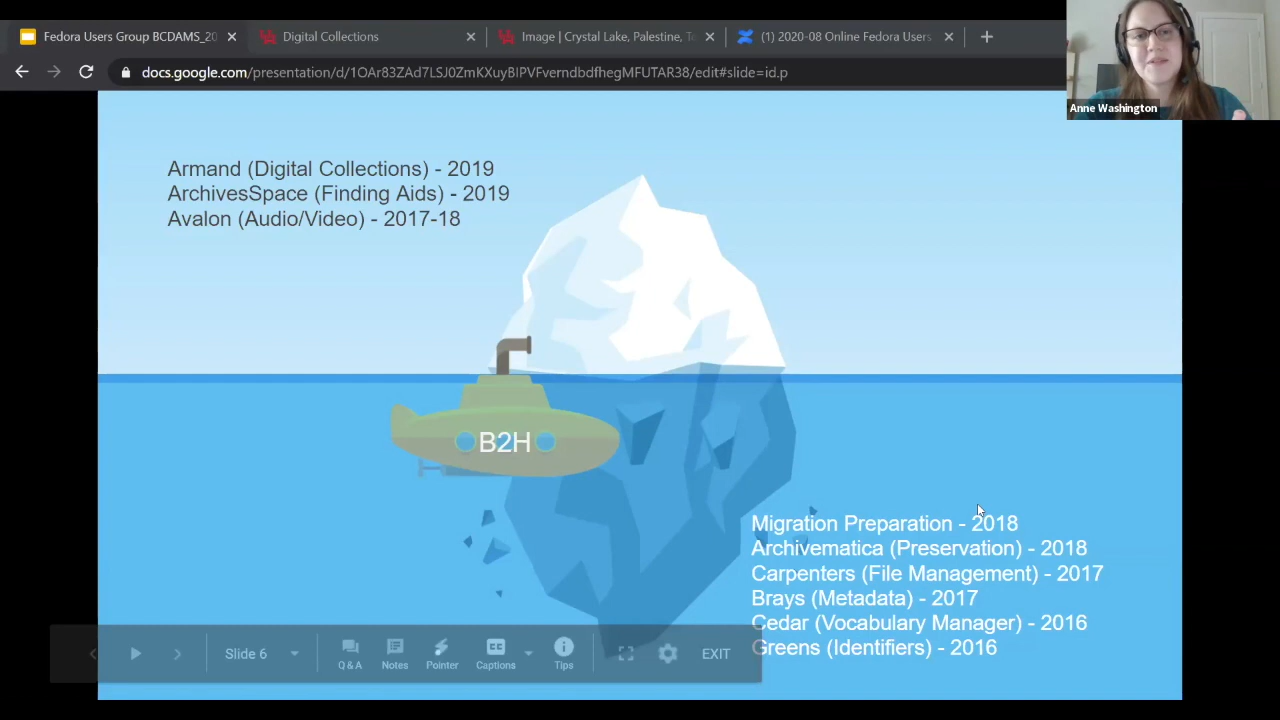 Fedora Users Group BCDAMS_20
Digital Collections
Image | Crystal Lake, Palestine, Te
(1) 2020-08 Online Fedora Users
docs.google.com/presentation/d/1OAr83ZAd7LSJ0ZmKXuyBIPVFverndbdfhegMFUTAR38/edit#slide=id.p
Anne Washington
Armand (Digital Collections) - 2019
ArchivesSpace (Finding Aids) - 2019
Avalon (Audio/Video) - 2017-18
B2H
Migration Preparation - 2018
Archivematica (Preservation) - 2018
Carpenters (File Management) - 2017
Brays (Metadata) - 2017
Cedar (Vocabulary Manager) - 2016
Greens (Identifiers) - 2016
Slide 6
Q & A
Notes
Pointer
Captions
Tips
EXIT